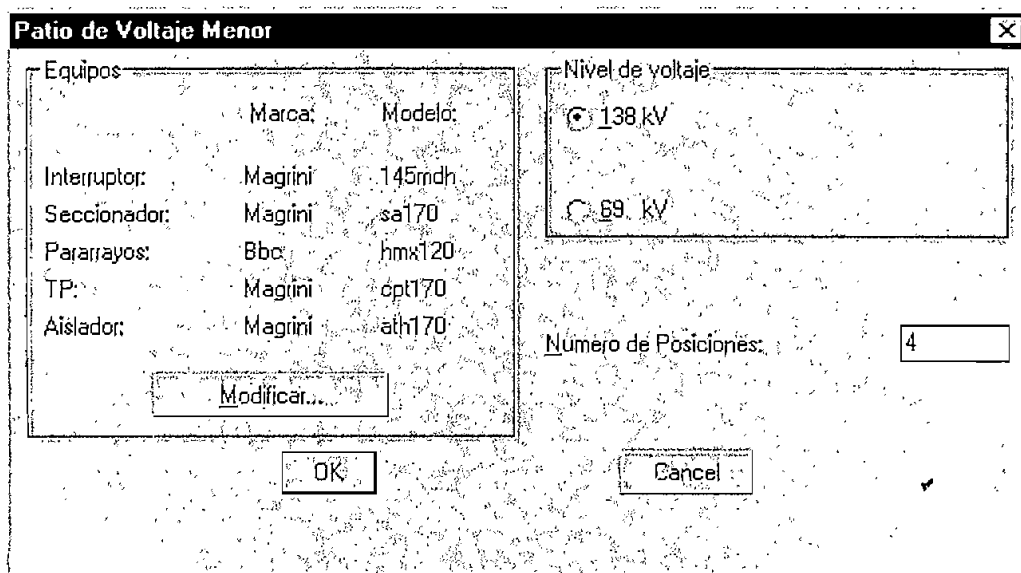 Patio de Voltaje Menor
Equipos
Marca: Modelo:
Interruptor: Magrini 145mdh
Seccionador: Magrini sa170
Pararrayos: Bbc hmx120
TP: Magrini cpt170
Aislador: Magrini ath170
Modificar...
Nivel de voltaje
138 kV
69 kV
Numero de Posiciones: 4
OK
Cancel